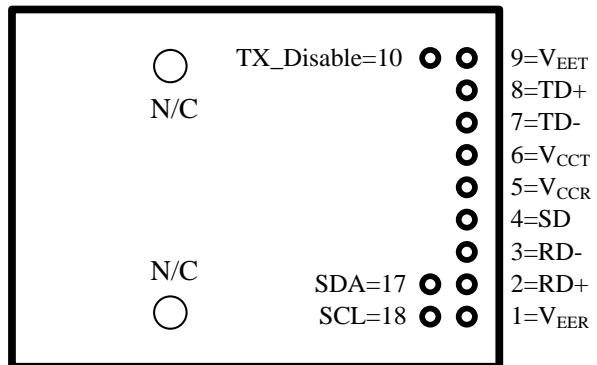 TX_Disable=10 9=VEET
8=TD+
N/C
7=TD-
6=VCCT
5=VCCR
4=SD
3=RD-
N/C
SDA=17 2=RD+
SCL=18 1=VEER